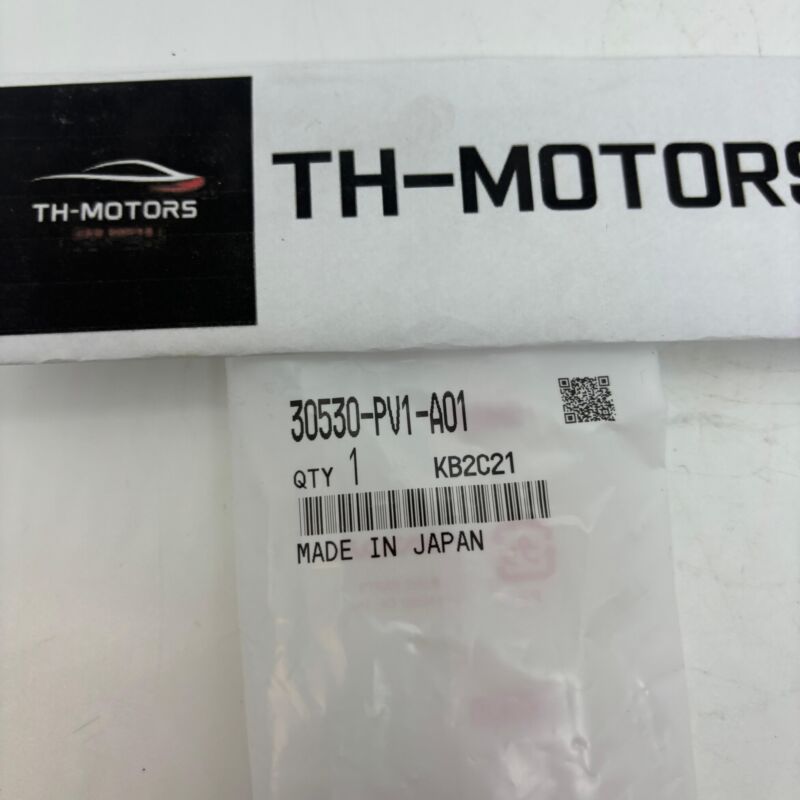 TH-MOTORS
TH-MOTORS
30530-PV1-A01
QTY 1 KB2C21
MADE IN JAPAN